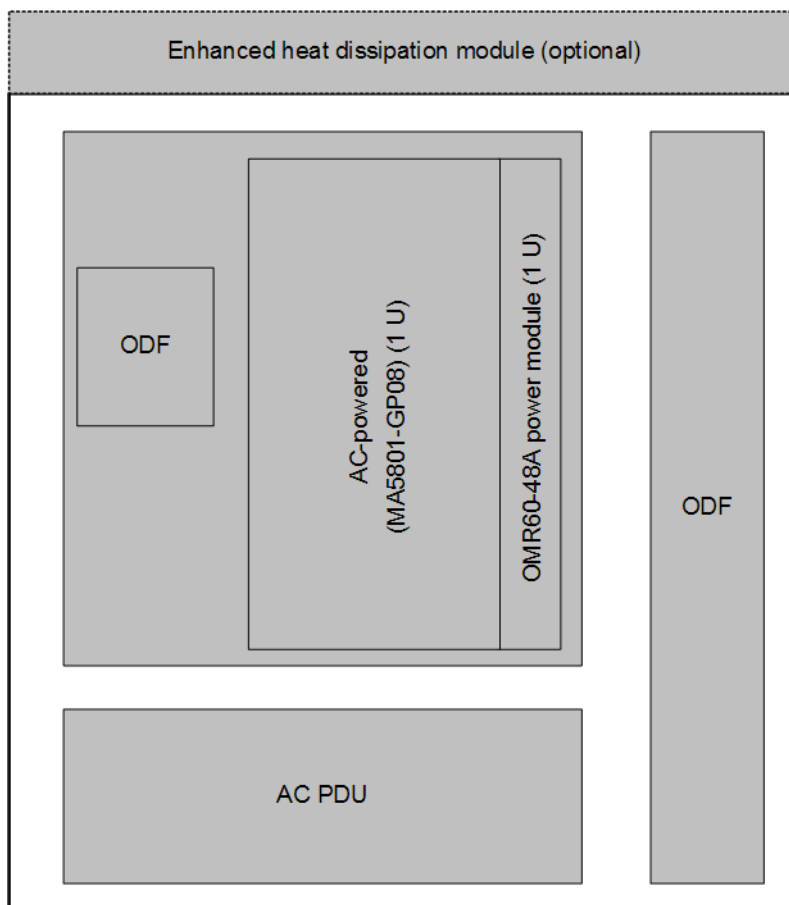 Enhanced heat dissipation module (optional)
ODF
AC-powered
(MA5801-GP08) (1 U)
OMR60-48A power module (1 U)
ODF
AC PDU